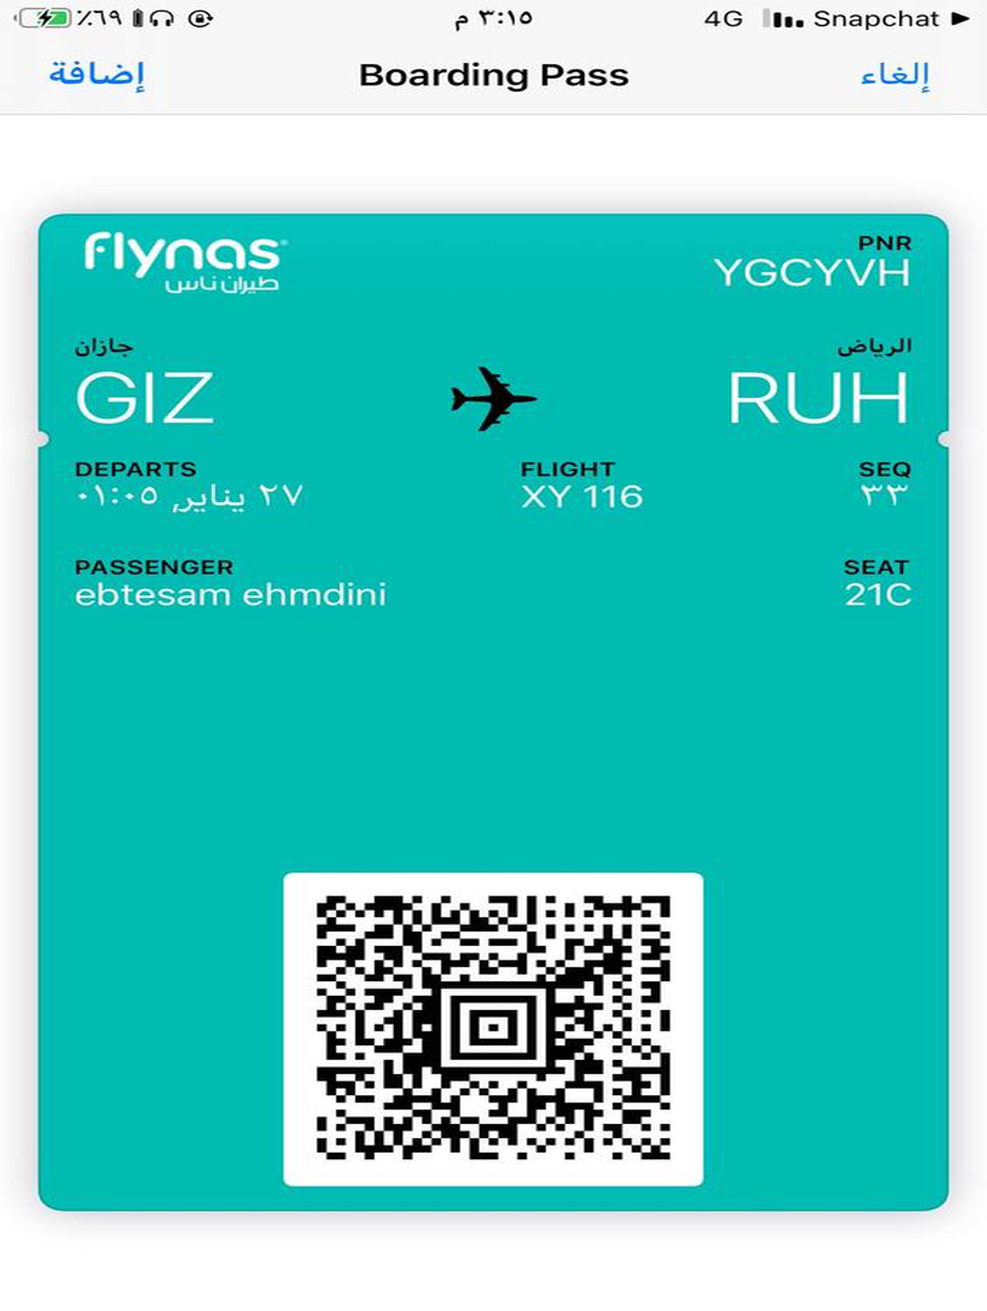 ٪٦٩ ٣:١٥ م 4G Snapchat
إضافة Boarding Pass إلغاء
flynas
طيران ناس
PNR
YGCYVH
جازان الرياض
GIZ RUH
DEPARTS FLIGHT SEQ
٢٧ يناير, ٠١:٠٥ XY 116 ٣٣
PASSENGER SEAT
ebtesam ehmdini 21C